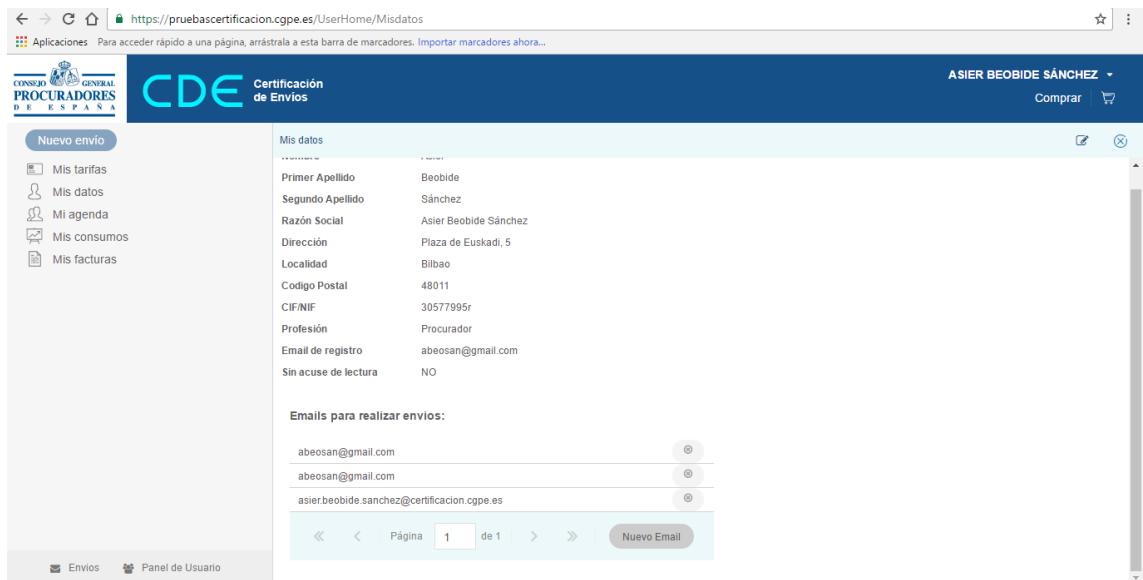 https://pruebascertificacion.cgpe.es/UserHome/Misdatos
Aplicaciones Para acceder rápido a una página, arrástrala a esta barra de marcadores. Importar marcadores ahora...
CONSEJO GENERAL
PROCURADORES
DE ESPAÑA
CDE Certificación
de Envíos
ASIER BEOBIDE SÁNCHEZ
Comprar
Nuevo envío
Mis tarifas
Mis datos
Mi agenda
Mis consumos
Mis facturas
Mis datos
Primer Apellido Beobide
Segundo Apellido Sánchez
Razón Social Asier Beobide Sánchez
Dirección Plaza de Euskadi, 5
Localidad Bilbao
Codigo Postal 48011
CIF/NIF 30577995r
Profesión Procurador
Email de registro abeosan@gmail.com
Sin acuse de lectura NO
Emails para realizar envios:
abeosan@gmail.com
abeosan@gmail.com
asier.beobide.sanchez@certificacion.cgpe.es
Página 1 de 1 Nuevo Email
Envios Panel de Usuario